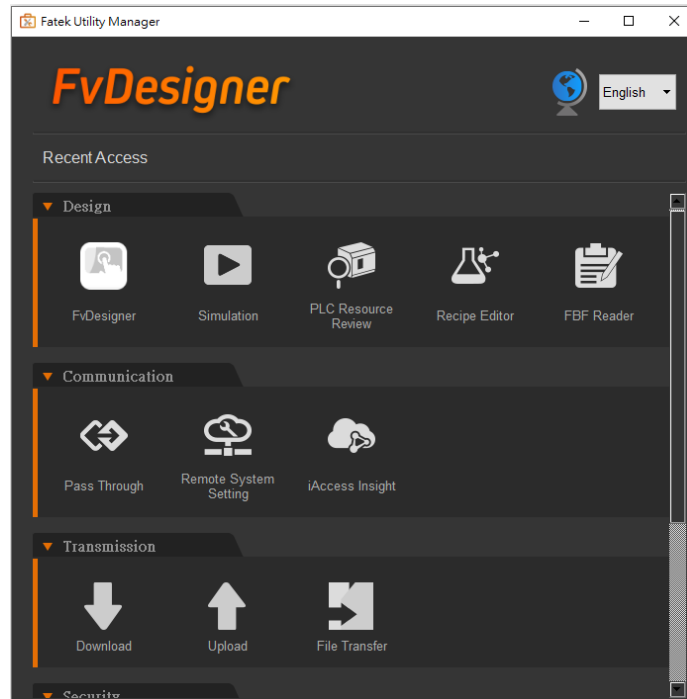 Fatek Utility Manager
FvDesigner
English
Recent Access
Design
FvDesigner
Simulation
PLC Resource
Review
Recipe Editor
FBF Reader
Communication
Pass Through
Remote System
Setting
iAccess Insight
Transmission
Download
Upload
File Transfer
Security